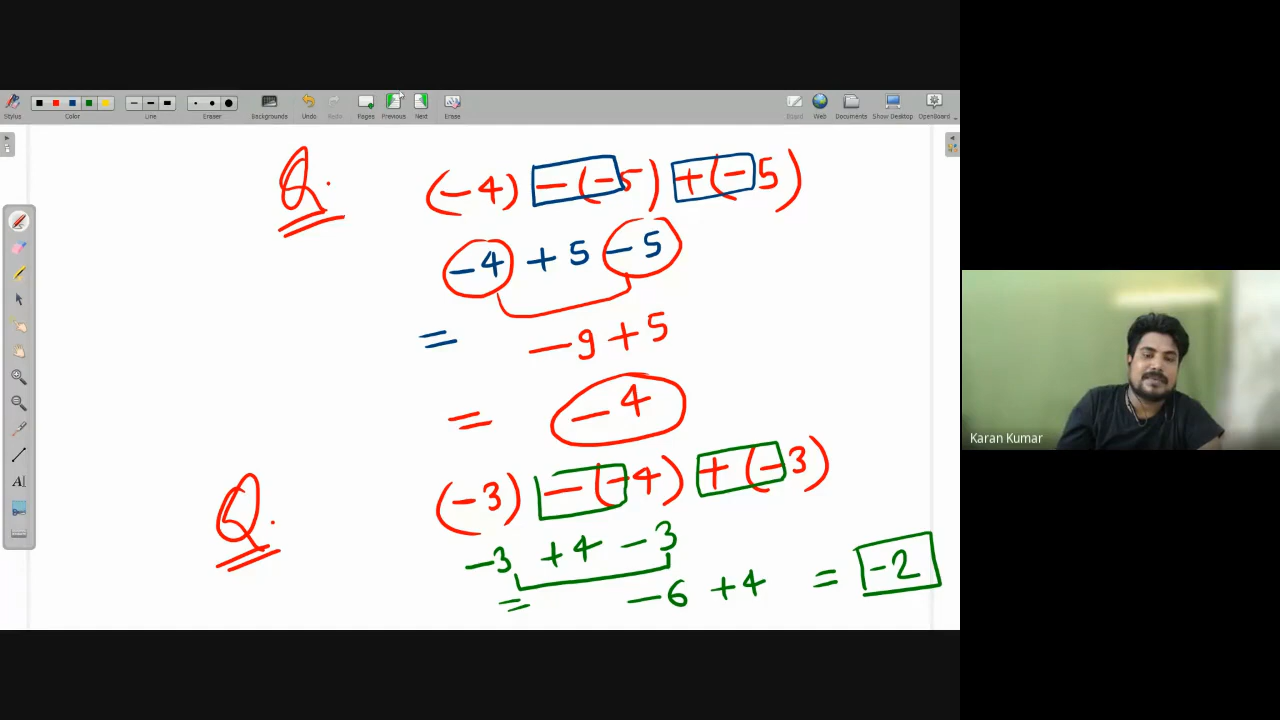 Stylus Color Line Eraser Backgrounds Undo Redo Pages Previous Next Erase Board Web Documents Show Desktop OpenBoard
Q. (-4) -(-5) +(-5)
-4 +5 -5
= -9+5
= -4
Q. (-3) -(-4) +(-3)
-3 +4 -3
= -6 +4 = -2
Karan Kumar